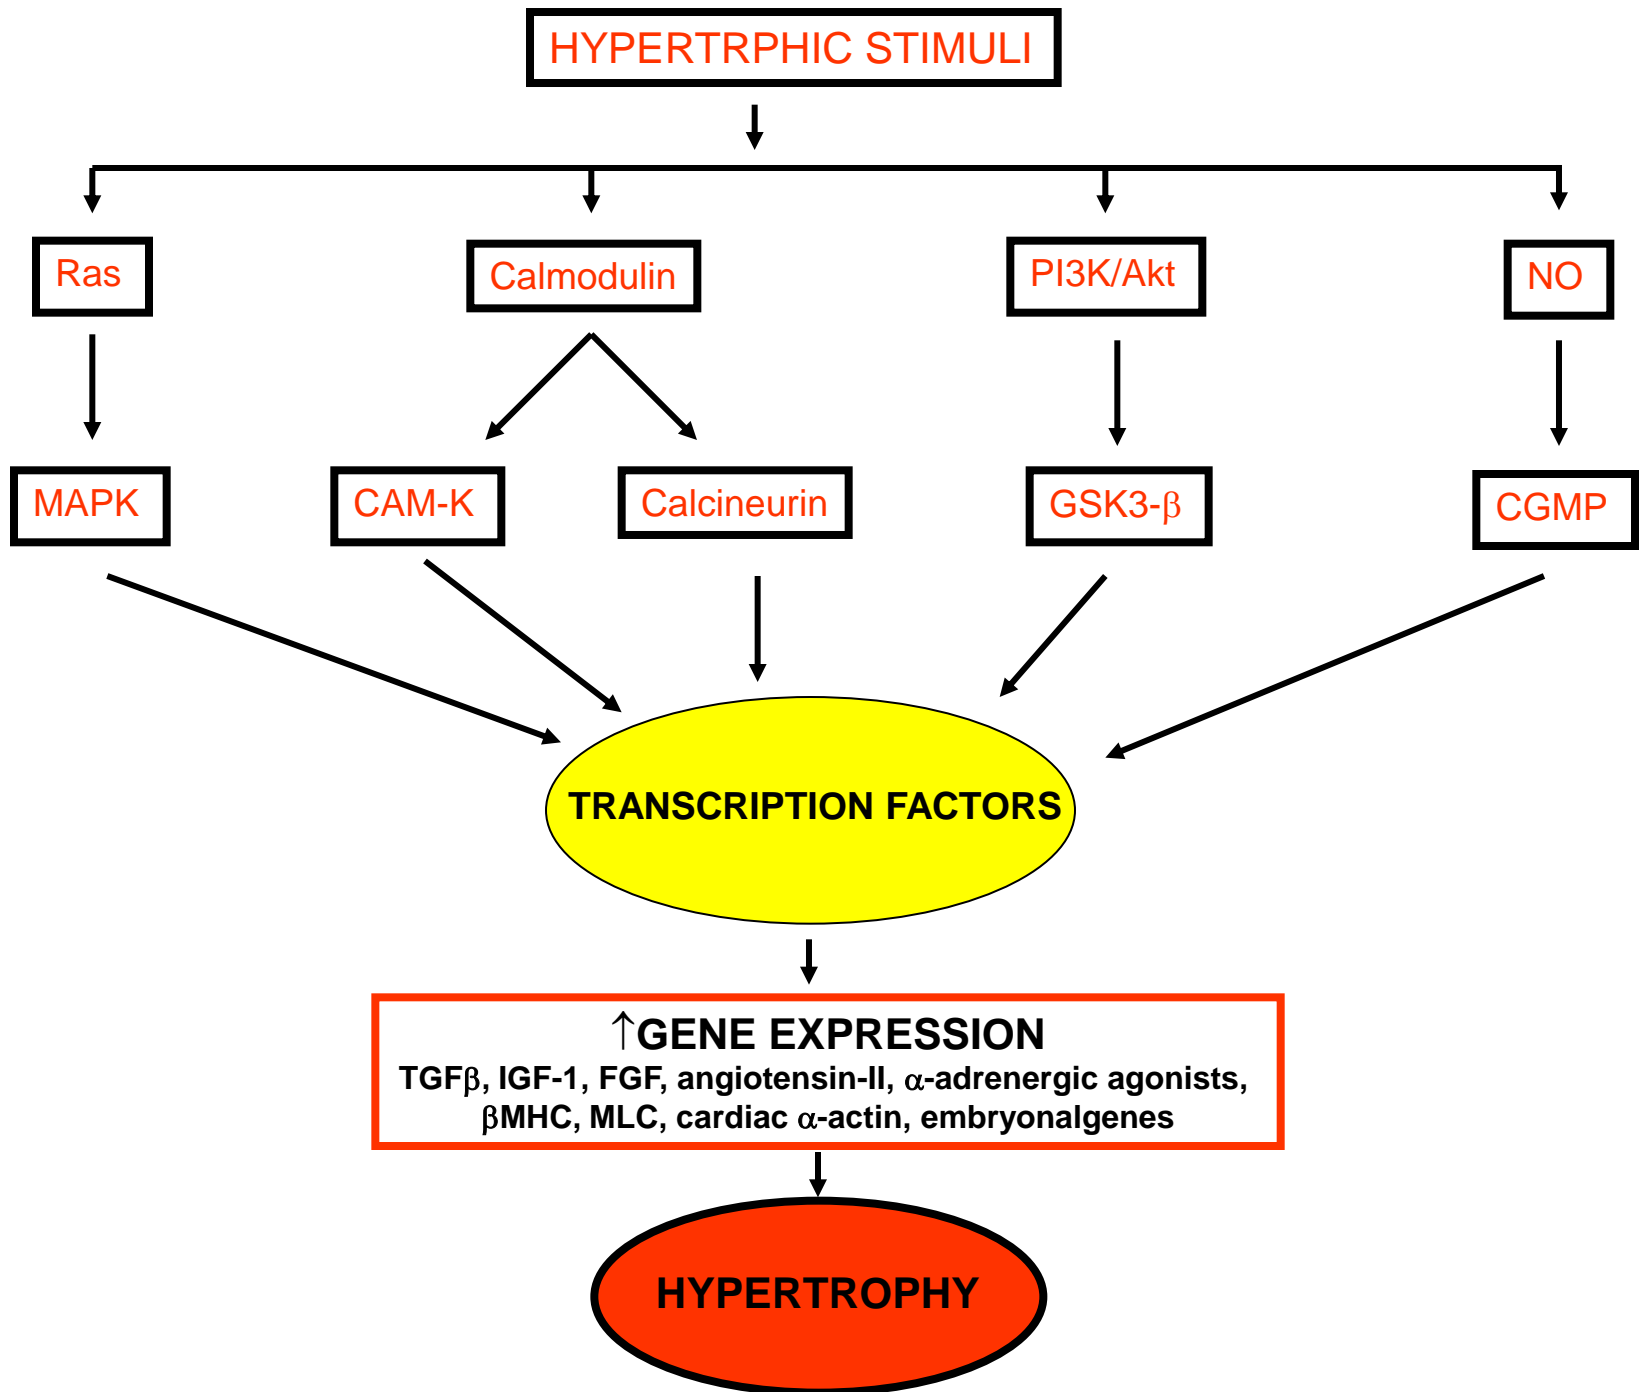 HYPERTRPHIC STIMULI
Ras
Calmodulin
PI3K/Akt
NO
MAPK
CAM-K
Calcineurin
GSK3-β
CGMP
TRANSCRIPTION FACTORS
↑GENE EXPRESSION
TGFβ, IGF-1, FGF, angiotensin-II, α-adrenergic agonists,
βMHC, MLC, cardiac α-actin, embryonalgenes
HYPERTROPHY